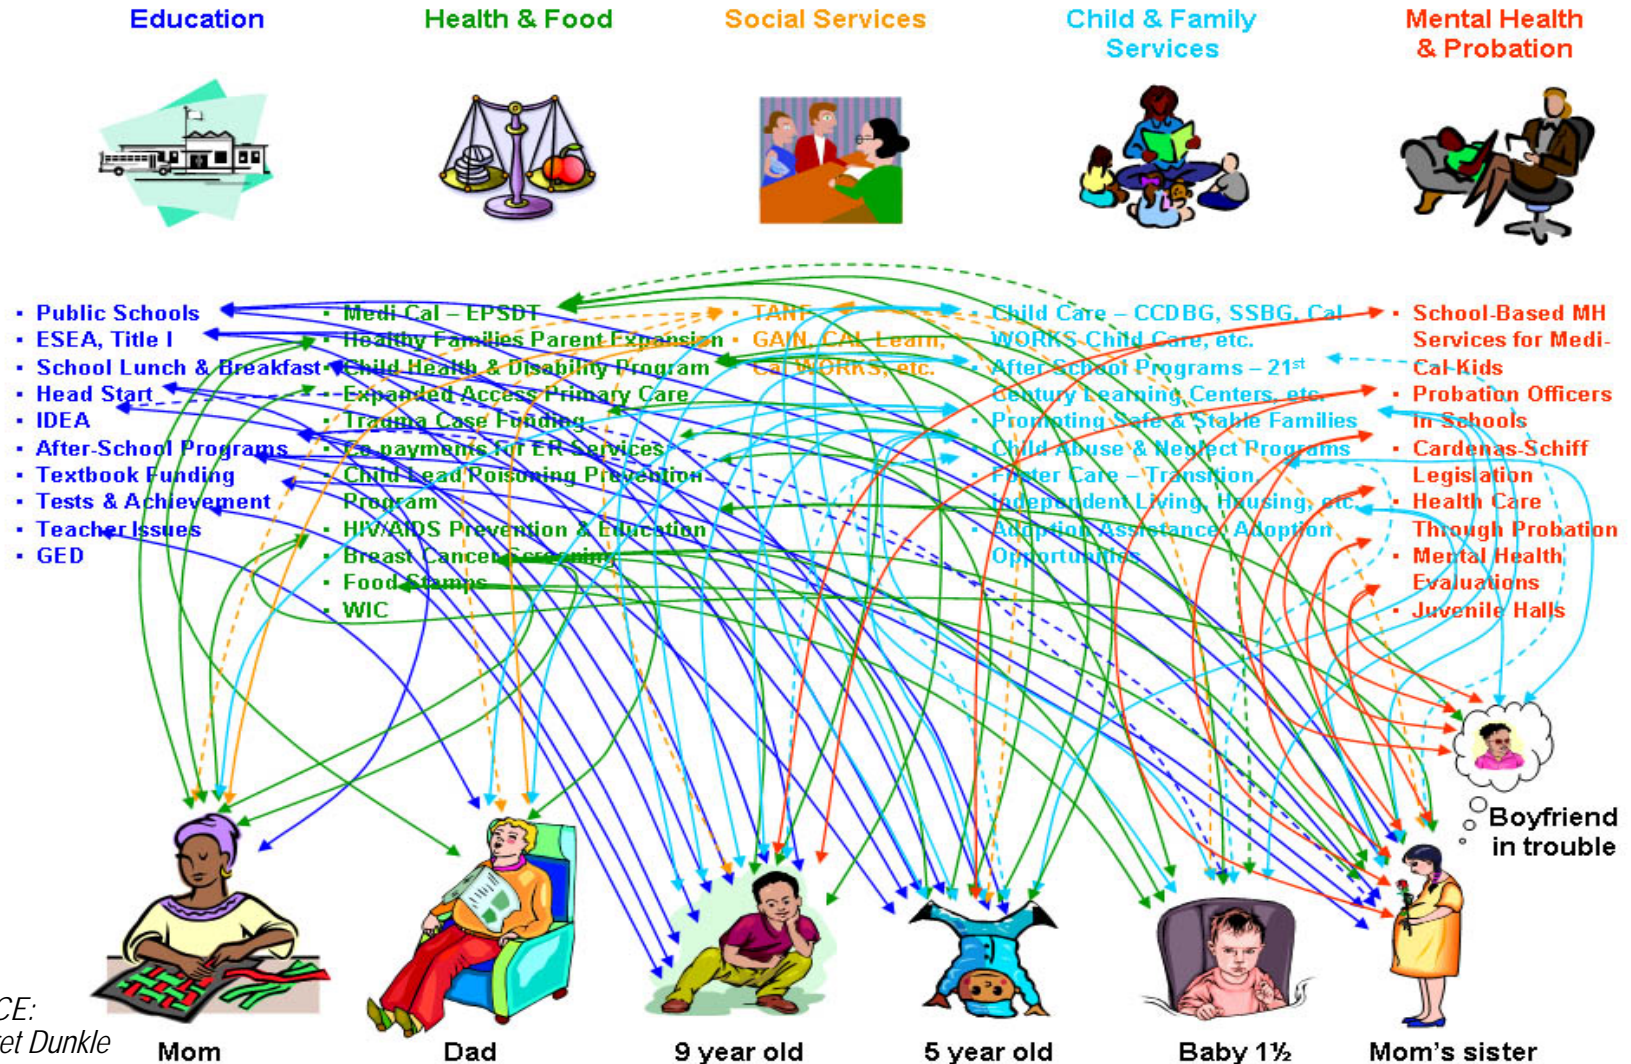 Education
Health & Food
Social Services
Child & Family
Services
Mental Health
& Probation
▪ Public Schools
▪ ESEA, Title I
▪ School Lunch & Breakfast
▪ Head Start
▪ IDEA
▪ After-School Programs
▪ Textbook Funding
▪ Tests & Achievement
▪ Teacher Issues
▪ GED
▪ Medi Cal – EPSDT
▪ Healthy Families Parent Expansion
▪ Child Health & Disability Program
▪ Expanded Access Primary Care
▪ Trauma Case Funding
▪ Co-payments for ER Services
Child Lead Poisoning Prevention
Program
▪ HIV/AIDS Prevention & Education
▪ Breast Cancer Screening
▪ Food Stamps
▪ WIC
▪ TANF
▪ GAIN, CAL Learn,
Cal WORKS, etc.
▪ Child Care – CCDBG, SSBG, Cal
WORKS Child Care, etc.
▪ After School Programs – 21st
Century Learning Centers, etc.
▪ Promoting Safe & Stable Families
▪ Child Abuse & Neglect Programs
▪ Foster Care – Transition,
Independent Living, Housing, etc.
▪ Adoption Assistance, Adoption
Opportunities
▪ School-Based MH
Services for Medi-
Cal Kids
▪ Probation Officers
in Schools
▪ Cardenas-Schiff
Legislation
▪ Health Care
Through Probation
▪ Mental Health
Evaluations
▪ Juvenile Halls
Boyfriend
in trouble
CE:
et Dunkle
Mom
Dad
9 year old
5 year old
Baby 1½
Mom's sister